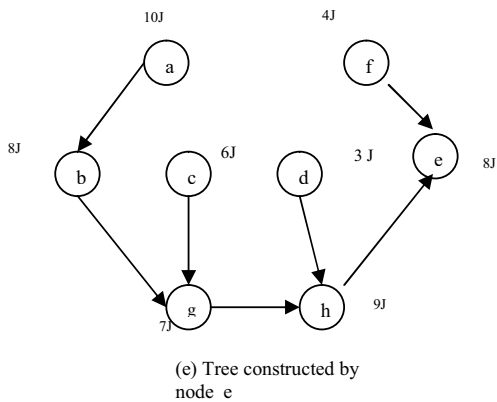 10J
4J
a
f
8J
6J
3 J
e
8J
b
c
d
g
h
7J
9J
(e) Tree constructed by
node e